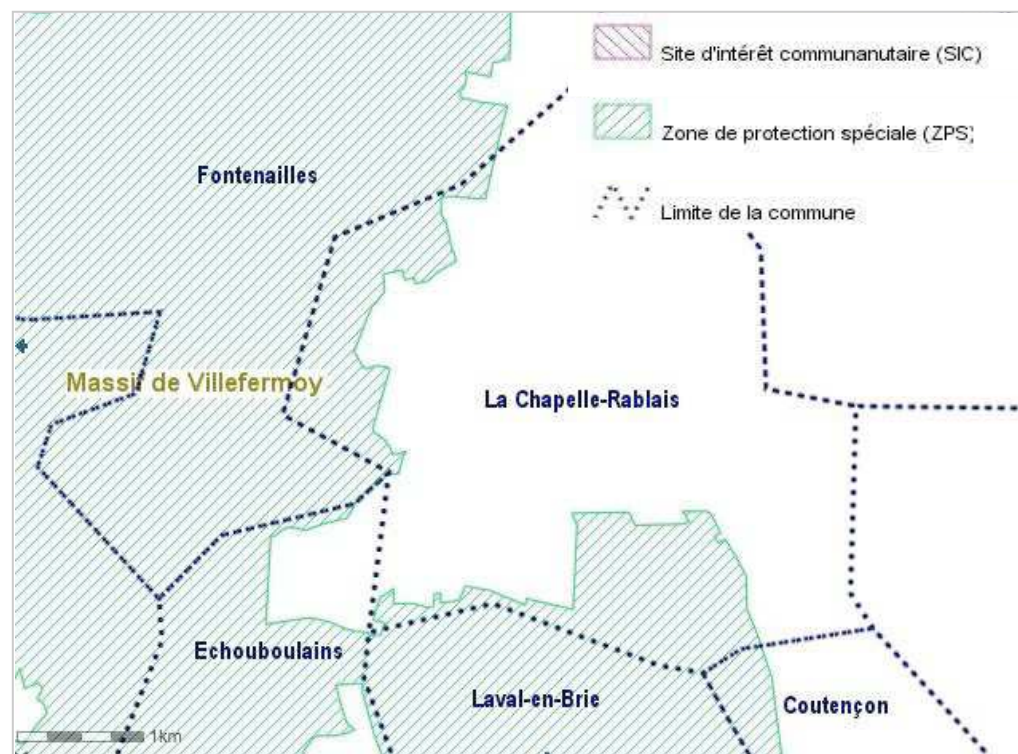 Site d'intérêt communanutaire (SIC)
Zone de protection spéciale (ZPS)
Fontenailles
Limite de la commune
Massif de Villefermoy
La Chapelle-Rablais
Echouboulains
Laval-en-Brie
Coutençon
1km